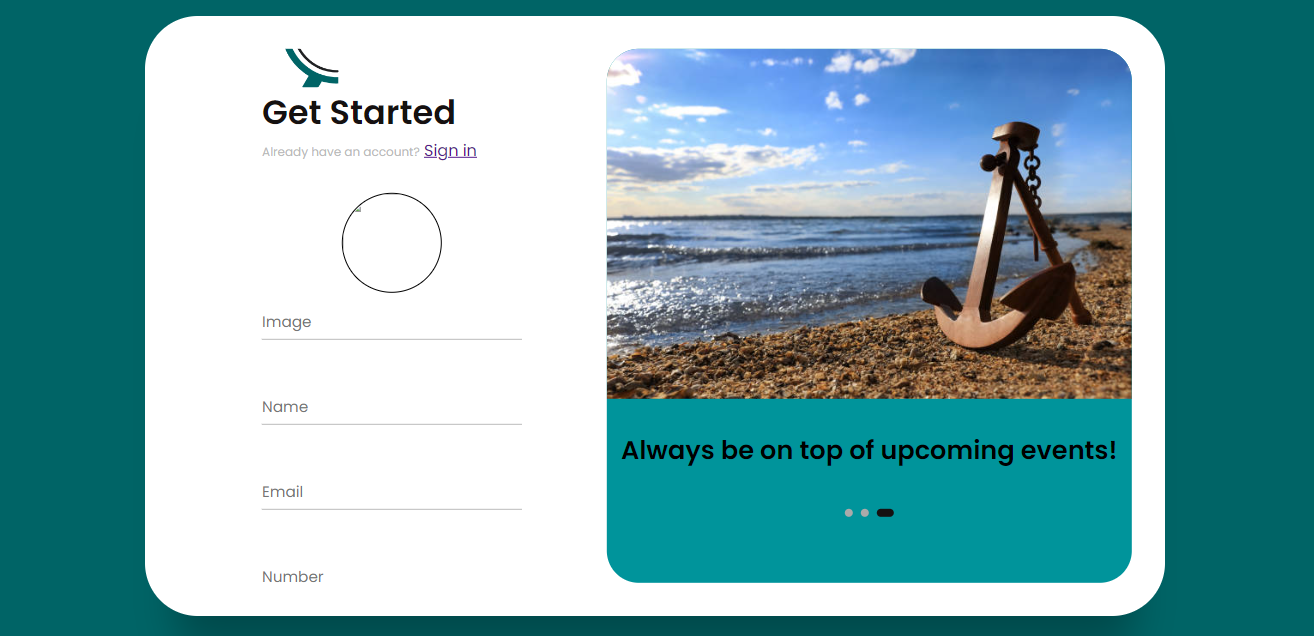 Get Started
Already have an account? Sign in
Image
Name
Email
Number
Always be on top of upcoming events!